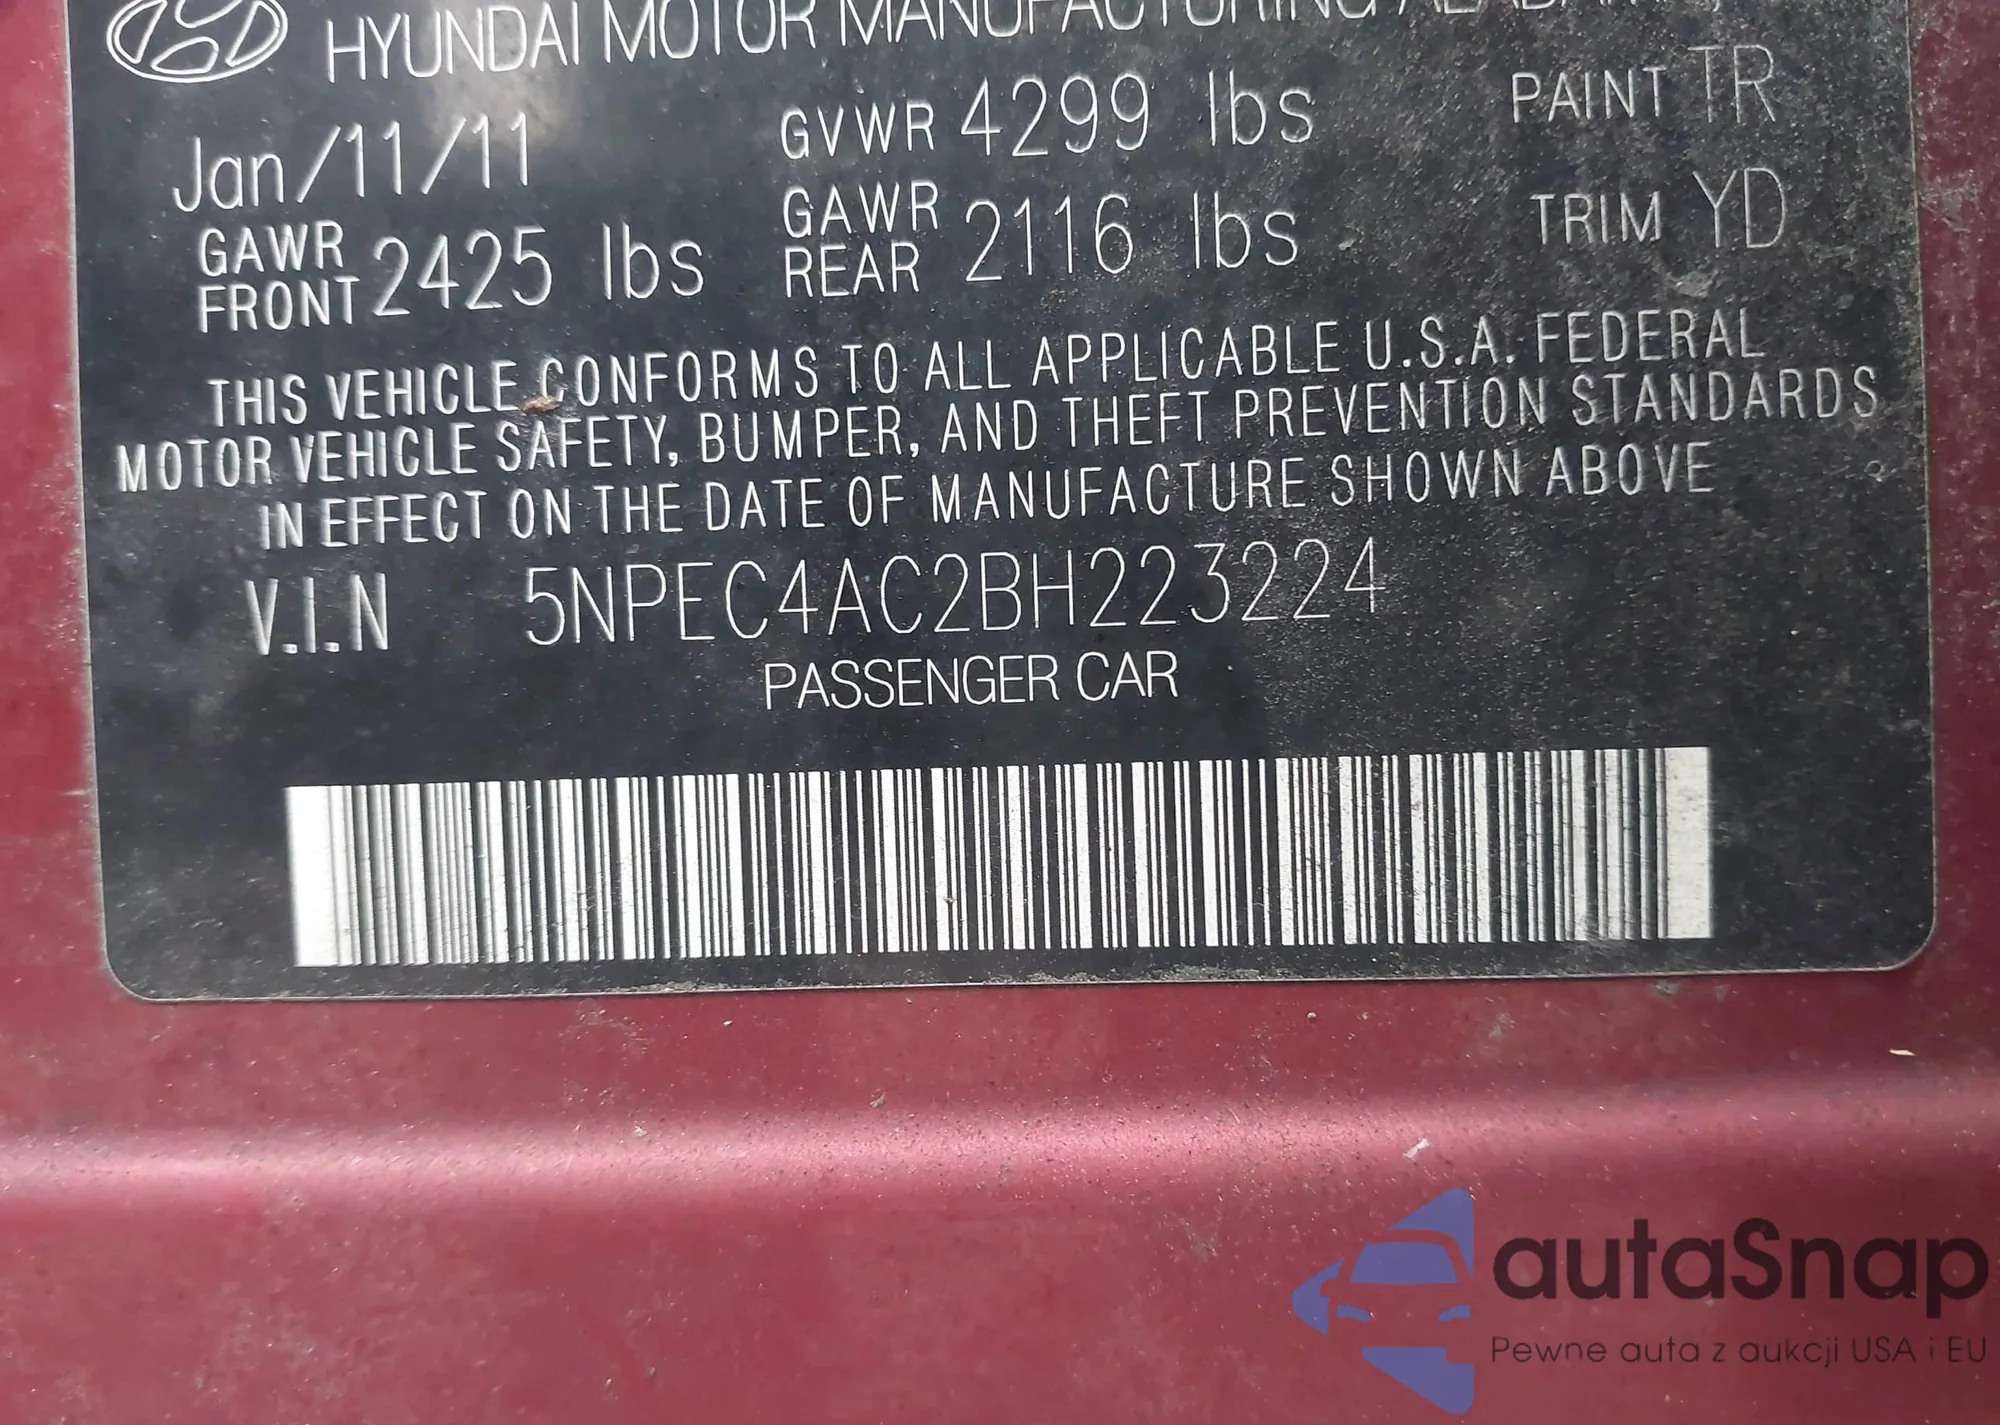 HYUNDAI MOTOR MANUFACTURING ALABAMA
Jan/11/11 GVWR 4299 lbs PAINT TR
GAWR FRONT 2425 lbs GAWR REAR 2116 lbs TRIM YD
THIS VEHICLE CONFORMS TO ALL APPLICABLE U.S.A. FEDERAL
MOTOR VEHICLE SAFETY, BUMPER, AND THEFT PREVENTION STANDARDS
IN EFFECT ON THE DATE OF MANUFACTURE SHOWN ABOVE
V.I.N 5NPEC4AC2BH223224
PASSENGER CAR
autaSnap
Pewne auta z aukcji USA i EU